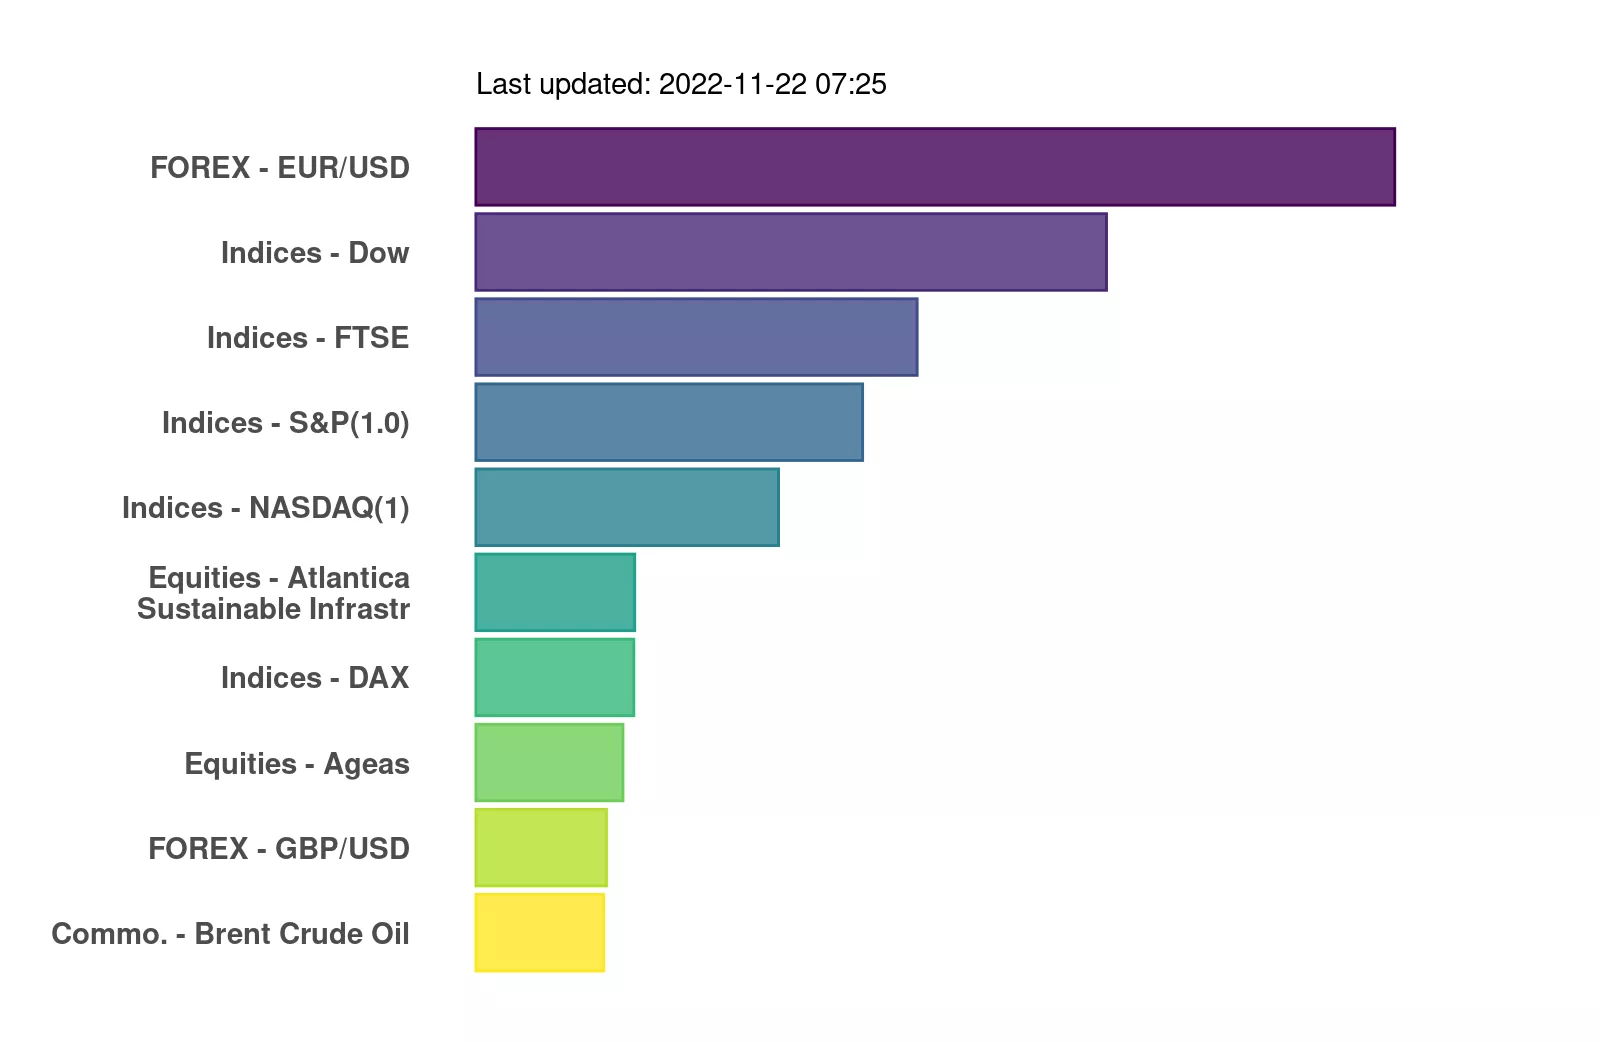 Last updated: 2022-11-22 07:25
FOREX - EUR/USD
Indices - Dow
Indices - FTSE
Indices - S&P(1.0)
Indices - NASDAQ(1)
Equities - Atlantica
Sustainable Infrastr
Indices - DAX
Equities - Ageas
FOREX - GBP/USD
Commo. - Brent Crude Oil